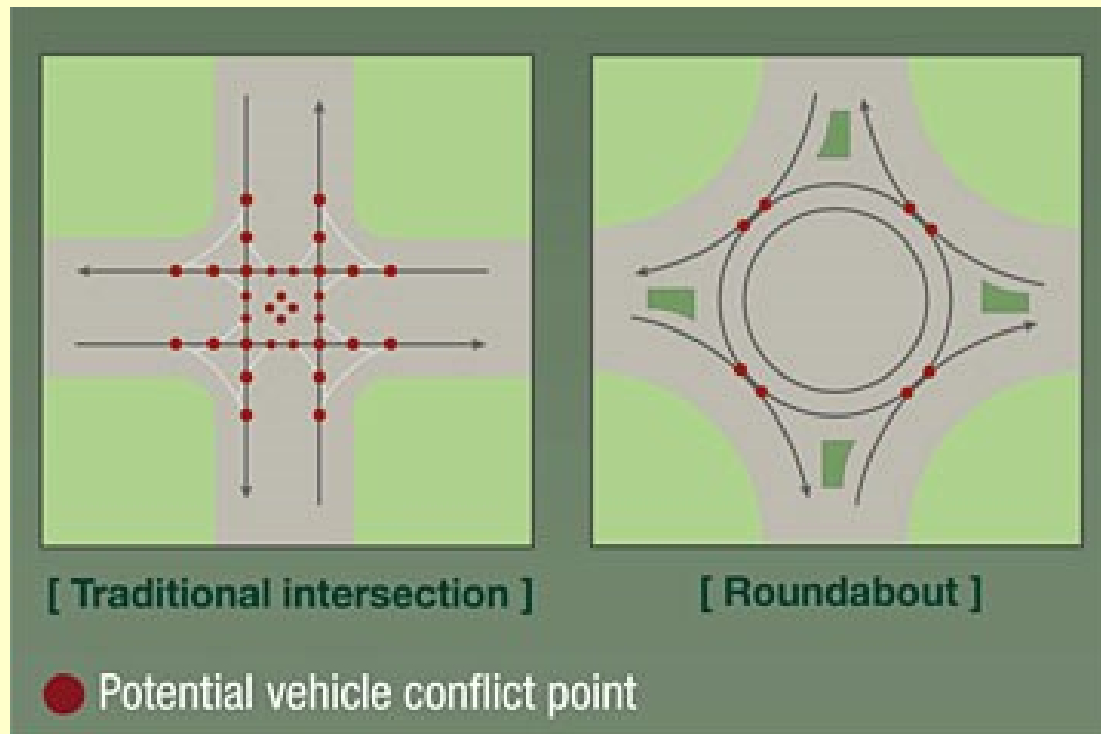 [ Traditional intersection ]
[ Roundabout ]
Potential vehicle conflict point